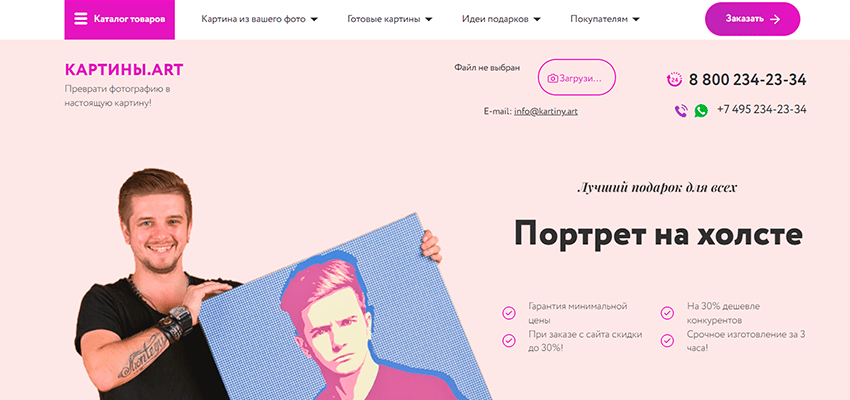 Каталог товаров
Картина из вашего фото
Готовые картины
Идеи подарков
Покупателям
Заказать
КАРТИНЫ.ART
Преврати фотографию в
настоящую картину!
Файл не выбран
Загрузи...
E-mail: info@kartiny.art
24
8 800 234-23-34
+7 495 234-23-34
Лучший подарок для всех
Портрет на холсте
Гарантия минимальной
цены
При заказе с сайта скидки
до 30%!
На 30% дешевле
конкурентов
Срочное изготовление за 3
часа!